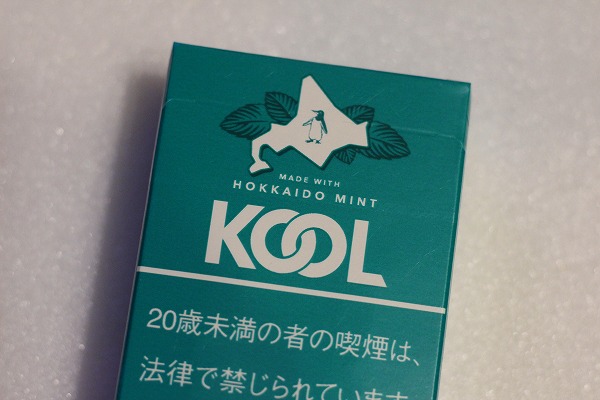 MADE WITH
HOKKAIDO MINT
KOOL
20歳未満の者の喫煙は、
法律で禁じられています